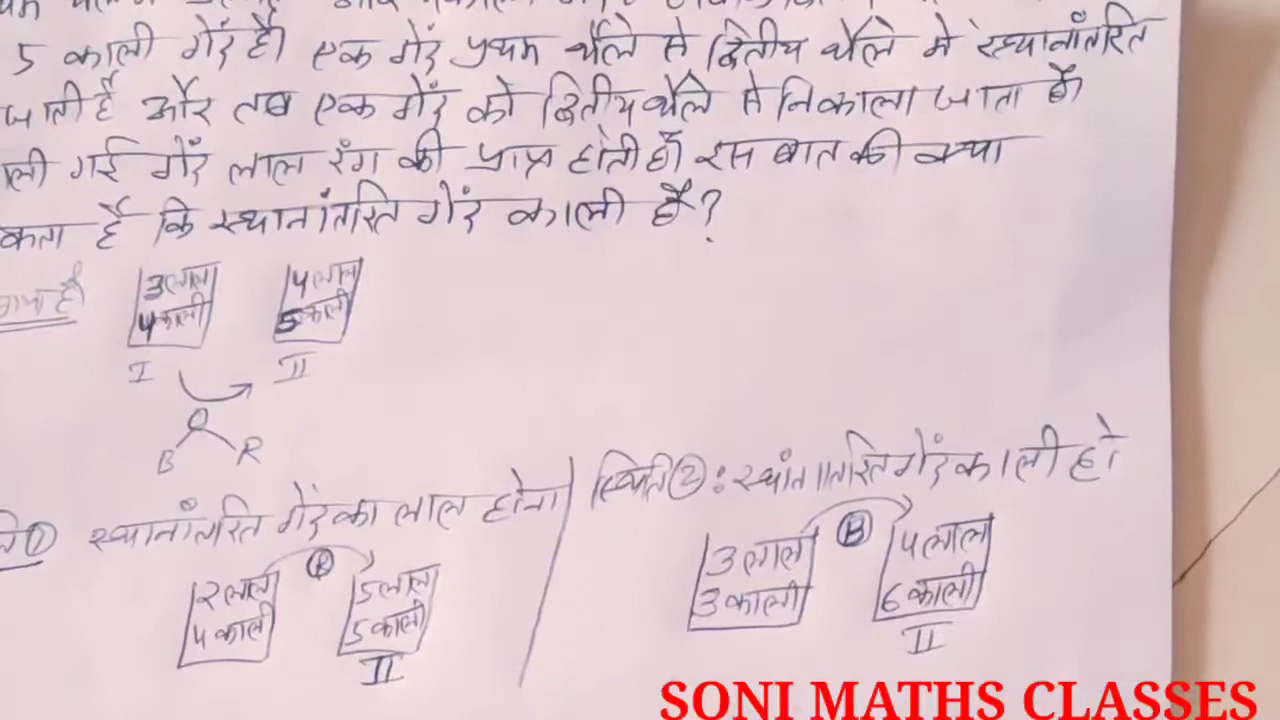 5 काली गेंद है। एक गेंद प्रथम थैले से द्वितीय थैले मे स्थानांतरित
जाती है और तब एक गेंद को द्वितीय थैले से निकाला जाता है।
ली गई गेंद लाल रंग की प्राप्त होती है। इस बात की क्या
कता है कि स्थानांतरित गेंद काली है?
3 लाल 4 लाल
4 काली 5 काली
I II
B R
① स्थानांतरित गेंद का लाल होना
स्थिति ② : स्थांनांतरित गेंद काली हो
R B
2 लाल 5 लाल 3 लाल 4 लाल
4 काली 5 काली 3 काली 6 काली
II II
SONI MATHS CLASSES